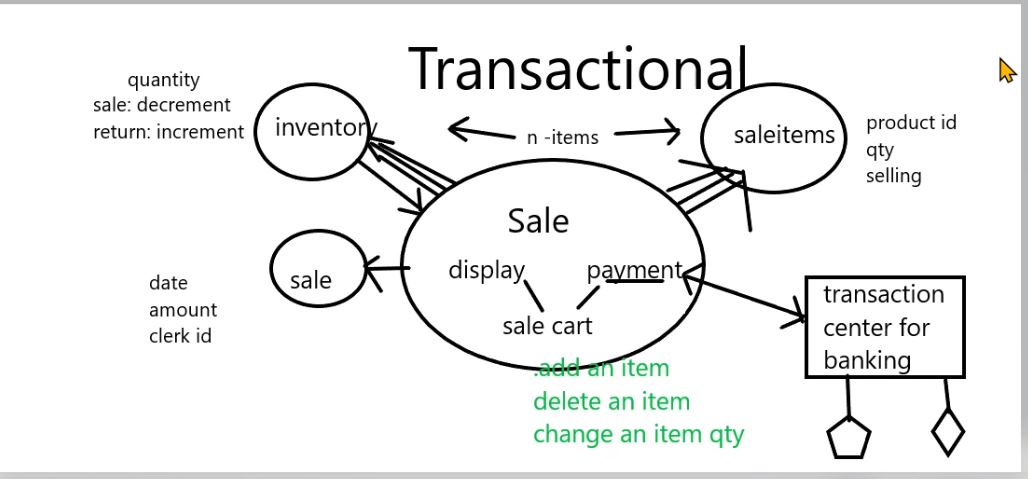 Transactional
quantity
sale: decrement
return: increment
inventory
n -items
saleitems
product id
qty
selling
Sale
display
payment
sale cart
sale
date
amount
clerk id
transaction
center for
banking
.add an item
delete an item
change an item qty